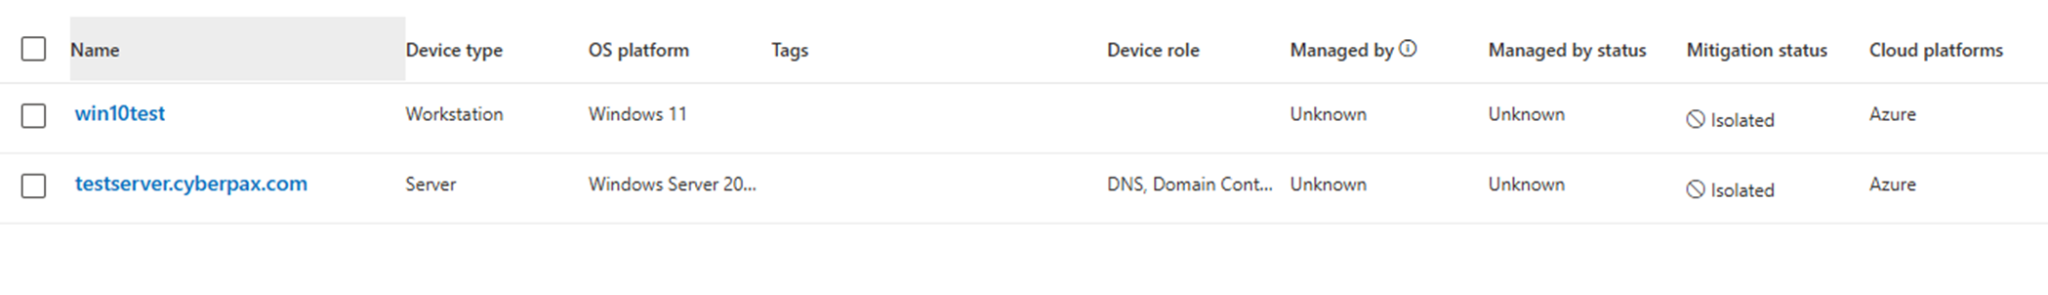 Name Device type OS platform Tags Device role Managed by Managed by status Mitigation status Cloud platforms
win10test Workstation Windows 11 Unknown Unknown Isolated Azure
testserver.cyberpax.com Server Windows Server 20... DNS, Domain Cont... Unknown Unknown Isolated Azure